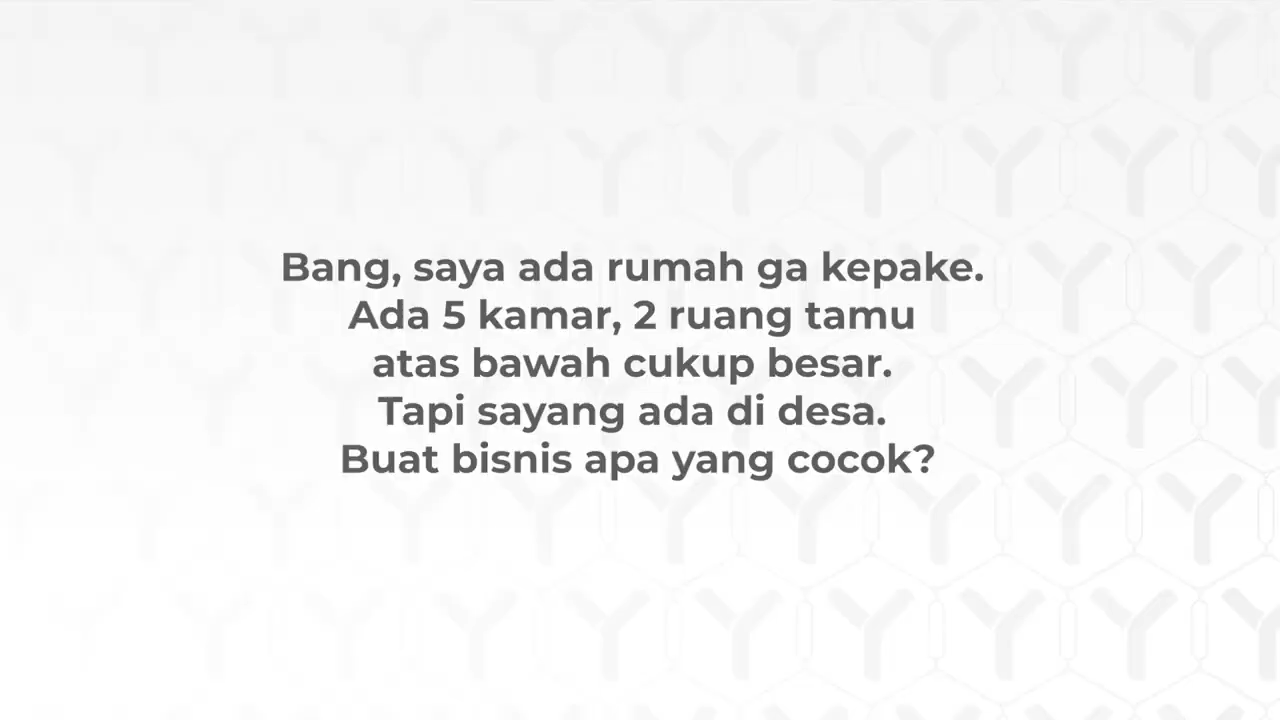 Bang, saya ada rumah ga kepake.
Ada 5 kamar, 2 ruang tamu
atas bawah cukup besar.
Tapi sayang ada di desa.
Buat bisnis apa yang cocok?